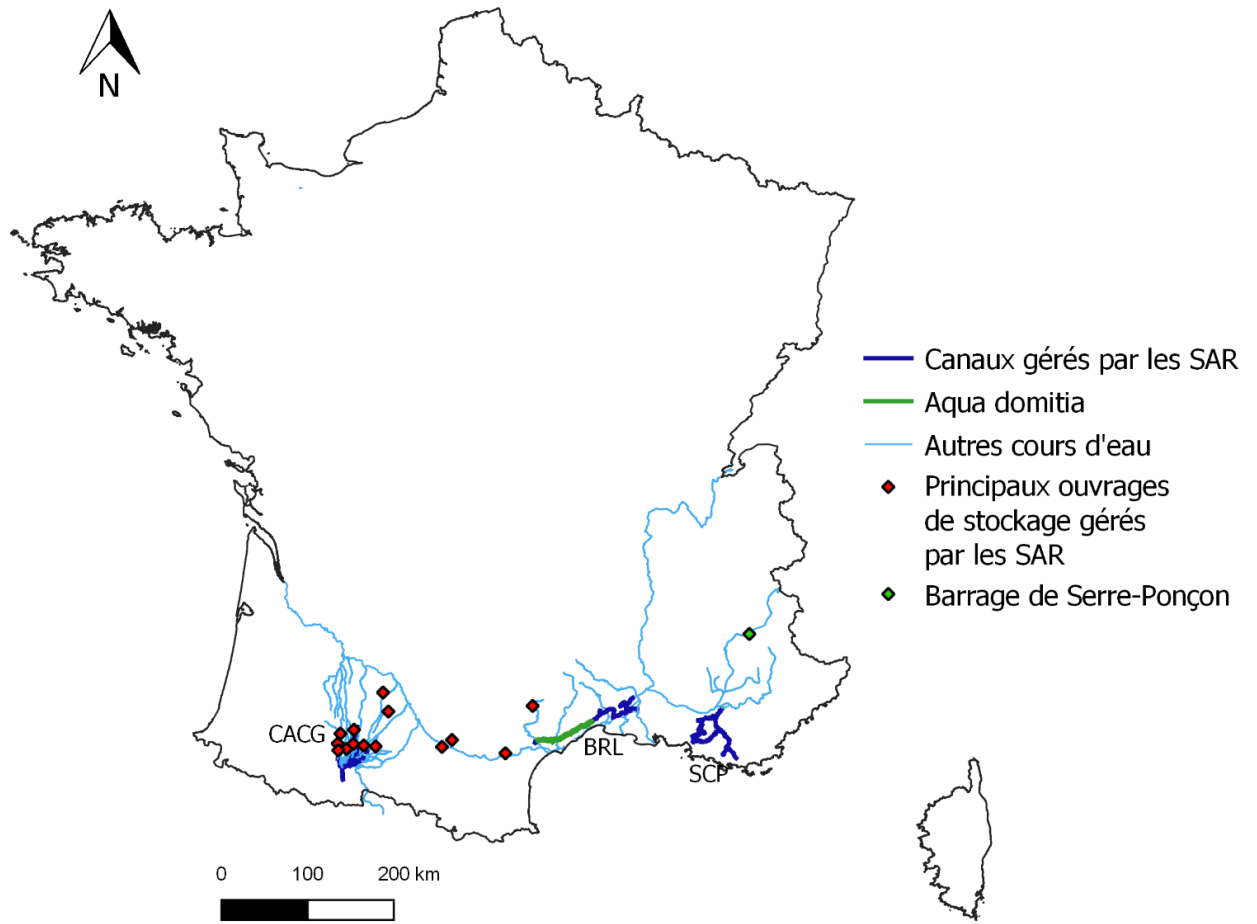 N
Canaux gérés par les SAR
Aqua domitia
Autres cours d'eau
Principaux ouvrages
de stockage gérés
par les SAR
Barrage de Serre-Ponçon
CACG
BRL
SCP
0 100 200 km